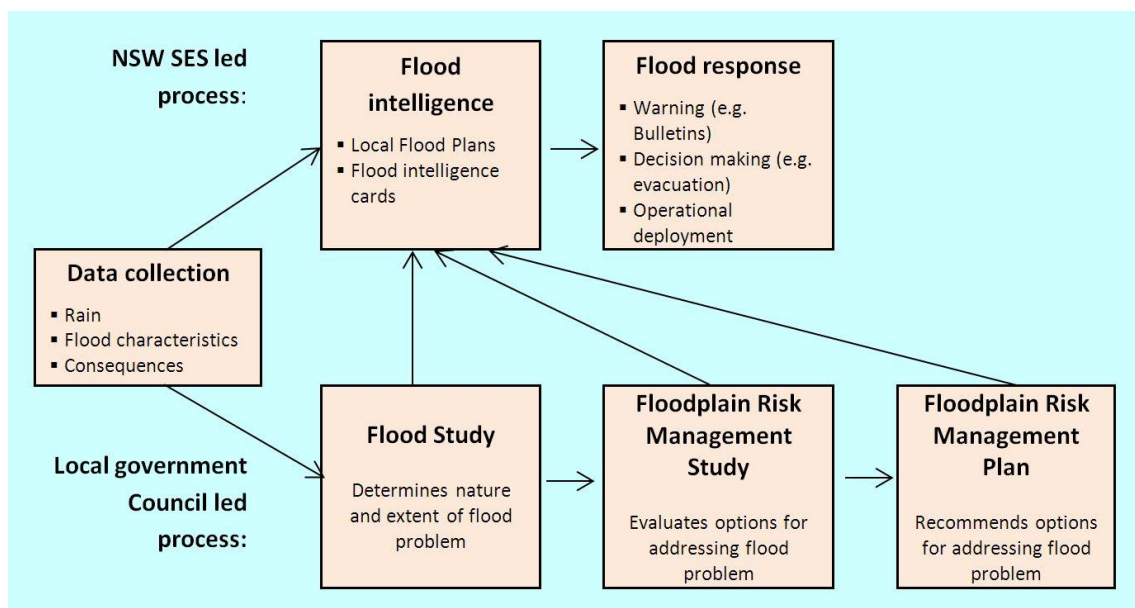 NSW SES led
process:
Flood
intelligence
▪ Local Flood Plans
▪ Flood intelligence
cards
Flood response
▪ Warning (e.g.
Bulletins)
▪ Decision making (e.g.
evacuation)
▪ Operational
deployment
Data collection
▪ Rain
▪ Flood characteristics
▪ Consequences
Local government
Council led
process:
Flood Study
Determines nature
and extent of flood
problem
Floodplain Risk
Management
Study
Evaluates options for
addressing flood
problem
Floodplain Risk
Management
Plan
Recommends options
for addressing flood
problem